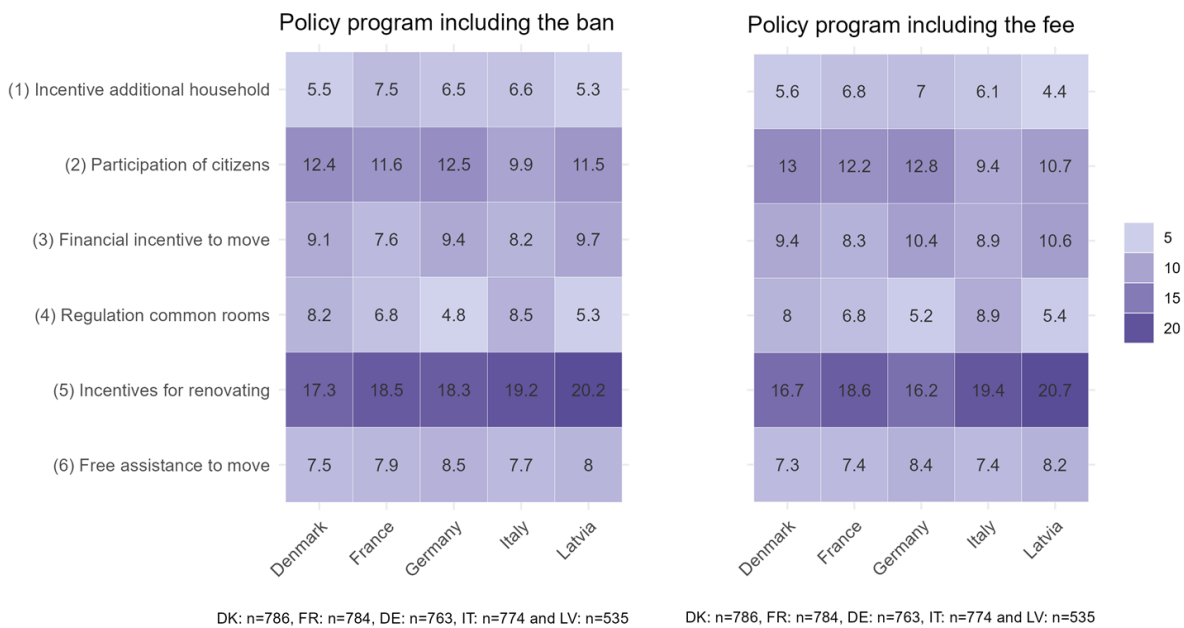 Policy program including the ban
Policy program including the fee
(1) Incentive additional household 5.5 7.5 6.5 6.6 5.3 5.6 6.8 7 6.1 4.4
(2) Participation of citizens 12.4 11.6 12.5 9.9 11.5 13 12.2 12.8 9.4 10.7
(3) Financial incentive to move 9.1 7.6 9.4 8.2 9.7 9.4 8.3 10.4 8.9 10.6
(4) Regulation common rooms 8.2 6.8 4.8 8.5 5.3 8 6.8 5.2 8.9 5.4
(5) Incentives for renovating 17.3 18.5 18.3 19.2 20.2 16.7 18.6 16.2 19.4 20.7
(6) Free assistance to move 7.5 7.9 8.5 7.7 8 7.3 7.4 8.4 7.4 8.2
5
10
15
20
Denmark France Germany Italy Latvia Denmark France Germany Italy Latvia
DK: n=786, FR: n=784, DE: n=763, IT: n=774 and LV: n=535
DK: n=786, FR: n=784, DE: n=763, IT: n=774 and LV: n=535